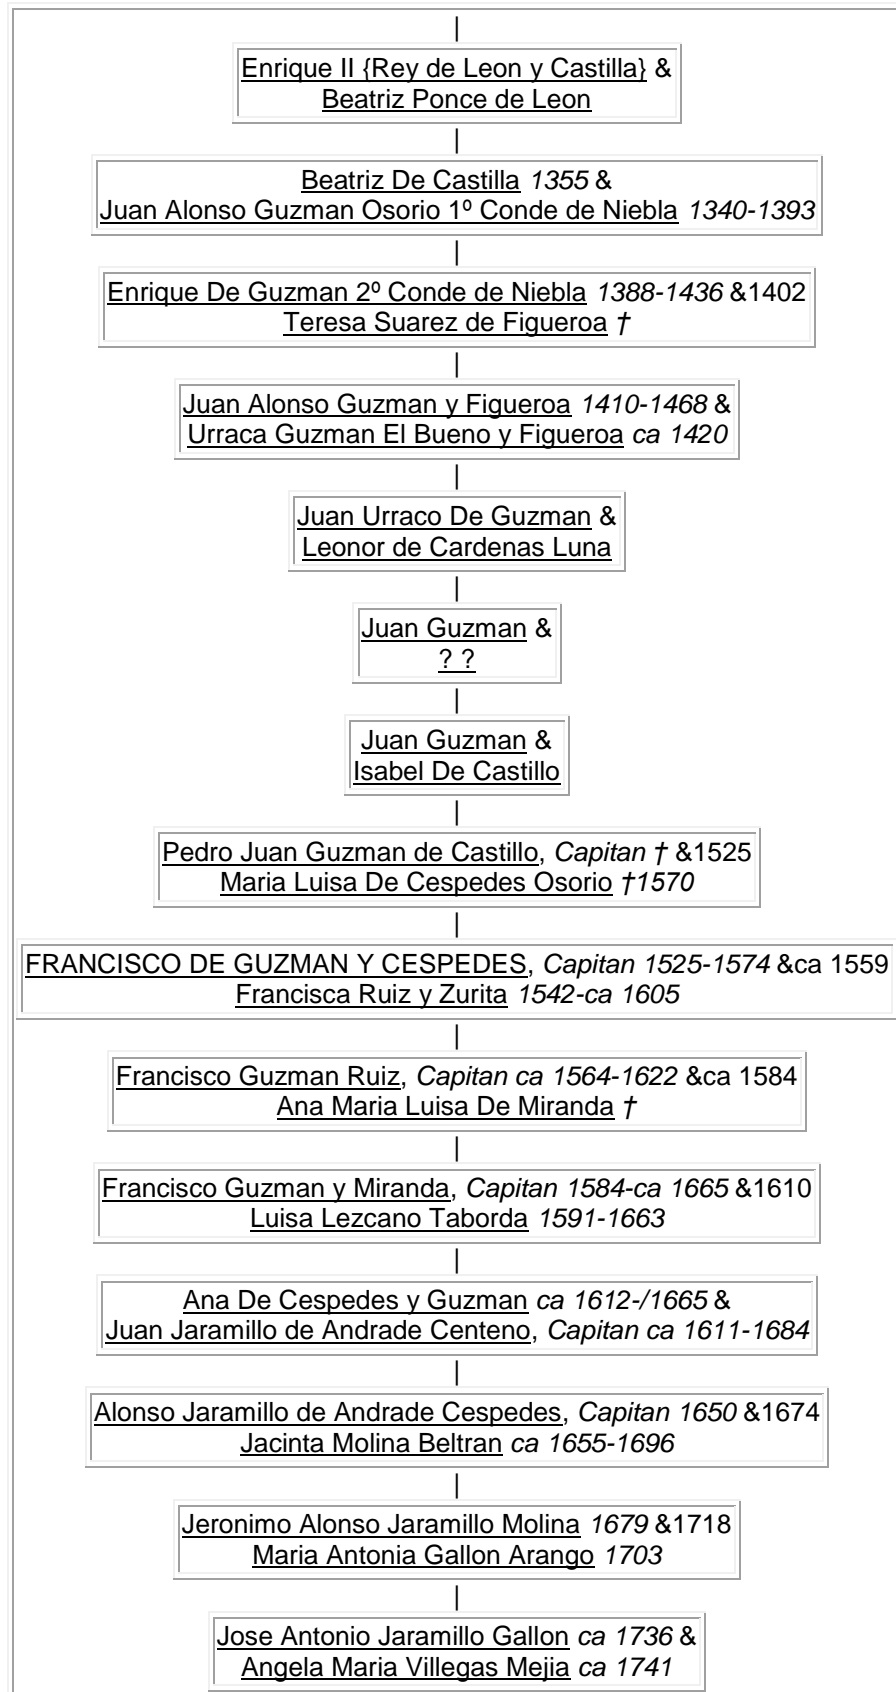 Enrique II {Rey de Leon y Castilla} &
Beatriz Ponce de Leon
Beatriz De Castilla 1355 &
Juan Alonso Guzman Osorio 1º Conde de Niebla 1340-1393
Enrique De Guzman 2º Conde de Niebla 1388-1436 &1402
Teresa Suarez de Figueroa †
Juan Alonso Guzman y Figueroa 1410-1468 &
Urraca Guzman El Bueno y Figueroa ca 1420
Juan Urraco De Guzman &
Leonor de Cardenas Luna
Juan Guzman &
? ?
Juan Guzman &
Isabel De Castillo
Pedro Juan Guzman de Castillo, Capitan † &1525
Maria Luisa De Cespedes Osorio †1570
FRANCISCO DE GUZMAN Y CESPEDES, Capitan 1525-1574 &ca 1559
Francisca Ruiz y Zurita 1542-ca 1605
Francisco Guzman Ruiz, Capitan ca 1564-1622 &ca 1584
Ana Maria Luisa De Miranda †
Francisco Guzman y Miranda, Capitan 1584-ca 1665 &1610
Luisa Lezcano Taborda 1591-1663
Ana De Cespedes y Guzman ca 1612-/1665 &
Juan Jaramillo de Andrade Centeno, Capitan ca 1611-1684
Alonso Jaramillo de Andrade Cespedes, Capitan 1650 &1674
Jacinta Molina Beltran ca 1655-1696
Jeronimo Alonso Jaramillo Molina 1679 &1718
Maria Antonia Gallon Arango 1703
Jose Antonio Jaramillo Gallon ca 1736 &
Angela Maria Villegas Mejia ca 1741